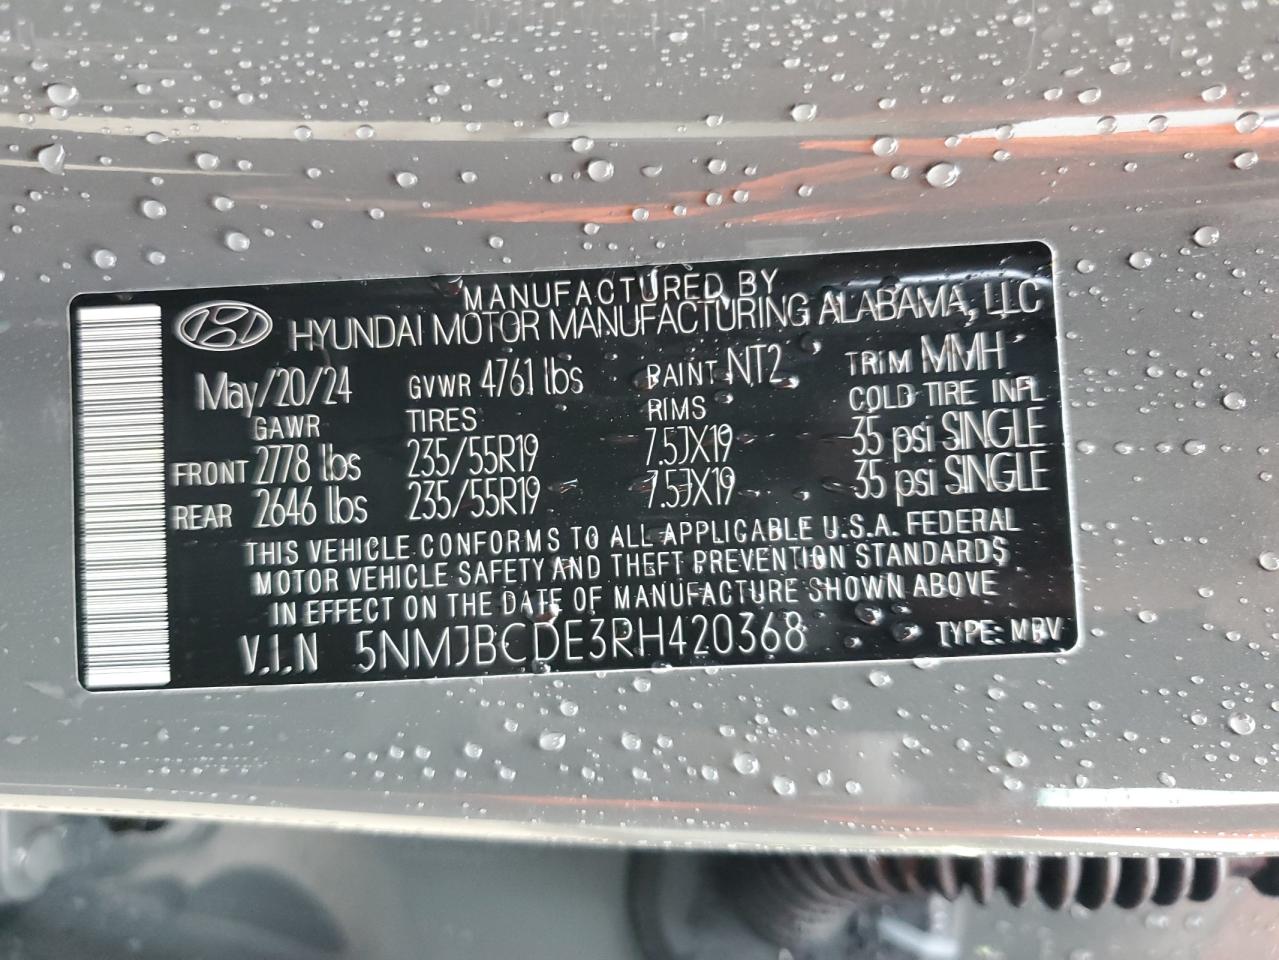 MANUFACTURED BY
HYUNDAI MOTOR MANUFACTURING ALABAMA, LLC
May/20/24 GVWR 4761 lbs PAINT NT2 TRIM MMH
GAWR TIRES RIMS COLD TIRE INFL
FRONT 2778 lbs 235/55R19 7.5JX19 35 psi SINGLE
REAR 2646 lbs 235/55R19 7.5JX19 35 psi SINGLE
THIS VEHICLE CONFORMS TO ALL APPLICABLE U.S.A. FEDERAL
MOTOR VEHICLE SAFETY AND THEFT PREVENTION STANDARDS
IN EFFECT ON THE DATE OF MANUFACTURE SHOWN ABOVE
V.I.N 5NMJBCDE3RH420368 TYPE: MPV